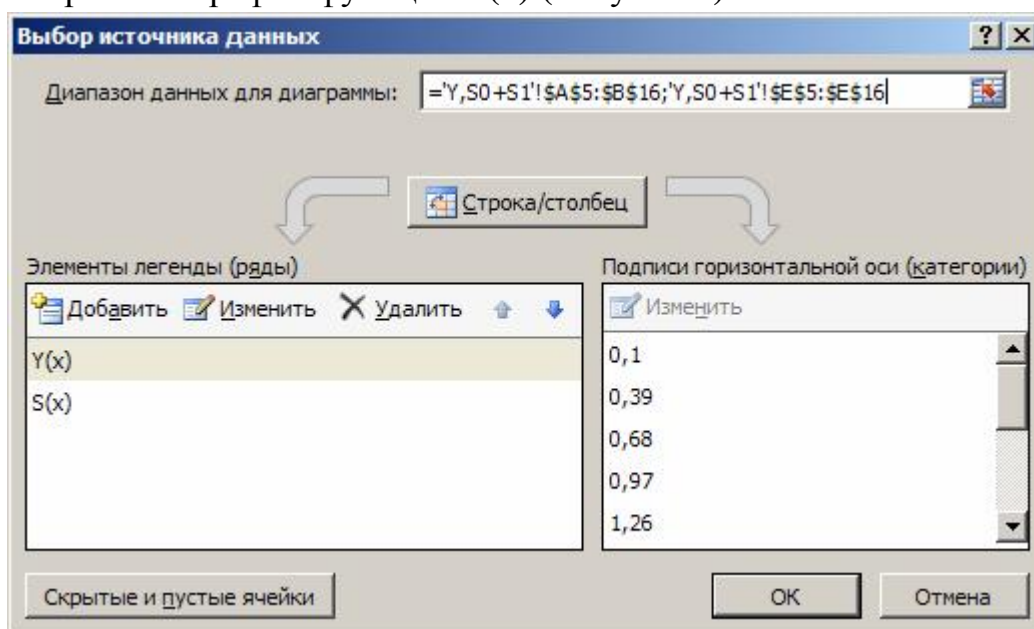 Выбор источника данных
Диапазон данных для диаграммы: ='Y,S0+S1'!$A$5:$B$16;'Y,S0+S1'!$E$5:$E$16
Строка/столбец
Элементы легенды (ряды)
Добавить Изменить Удалить
Y(x)
S(x)
Подписи горизонтальной оси (категории)
Изменить
0,1
0,39
0,68
0,97
1,26
Скрытые и пустые ячейки
ОК Отмена